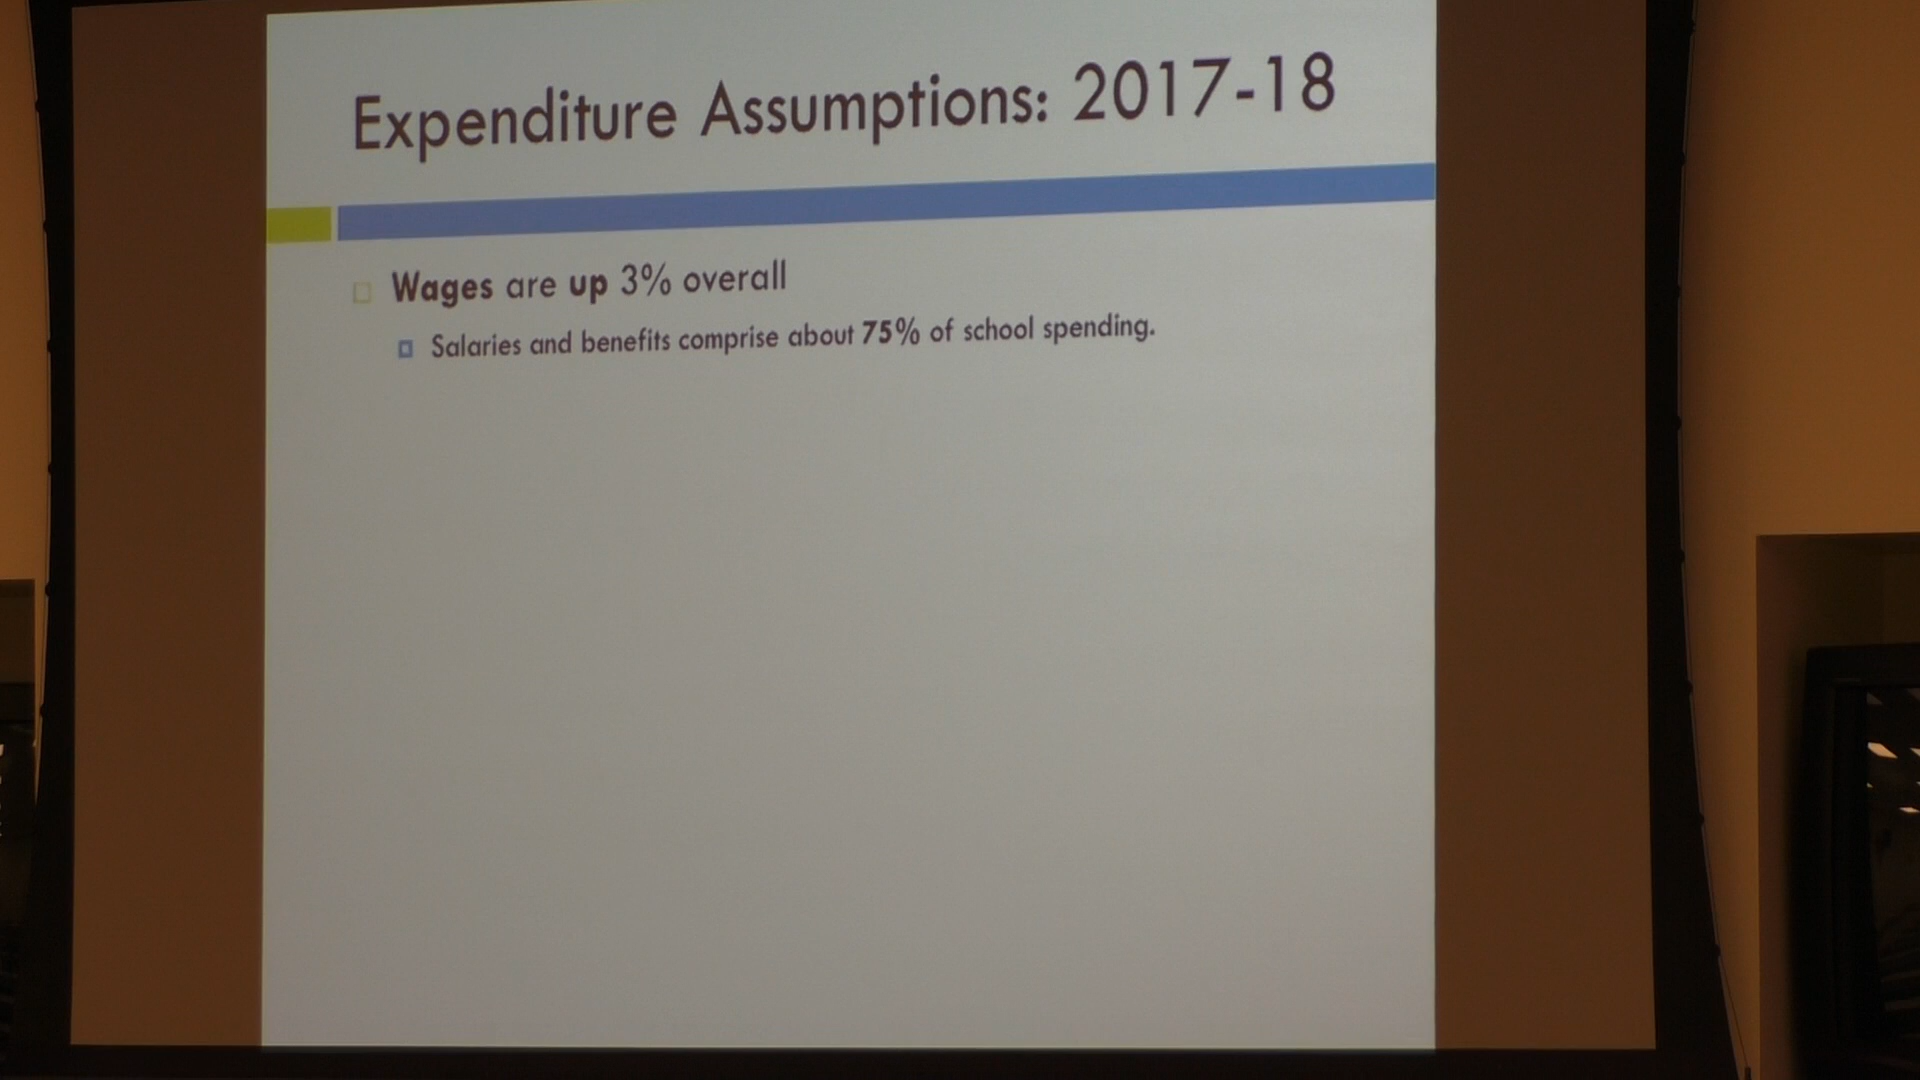 Expenditure Assumptions: 2017-18
Wages are up 3% overall
Salaries and benefits comprise about 75% of school spending.